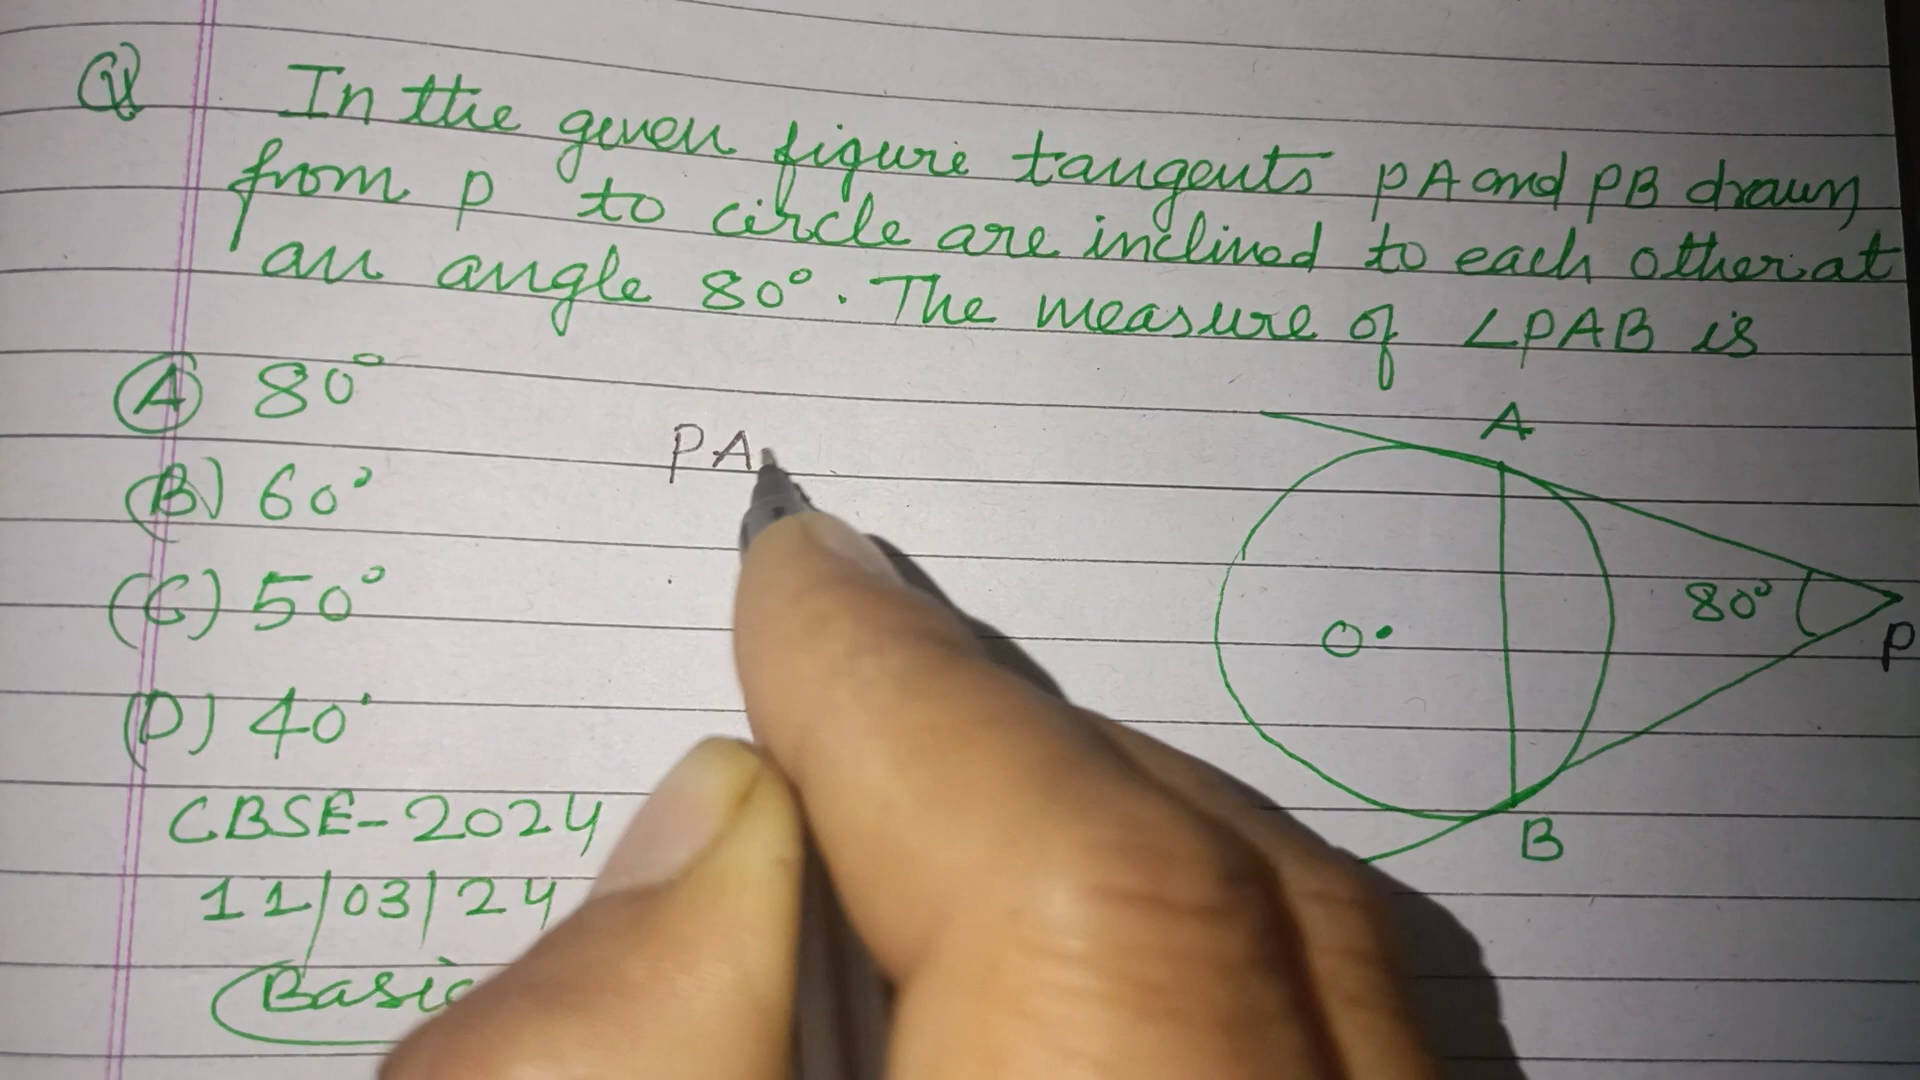 Q In the given figure tangents PA and PB drawn
from P to circle are inclined to each other at
an angle 80°. The measure of ∠PAB is
(A) 80°
(B) 60°
(C) 50°
(D) 40°
CBSE-2024
11/03/24
Basic
PA
A
80°
O
P
B